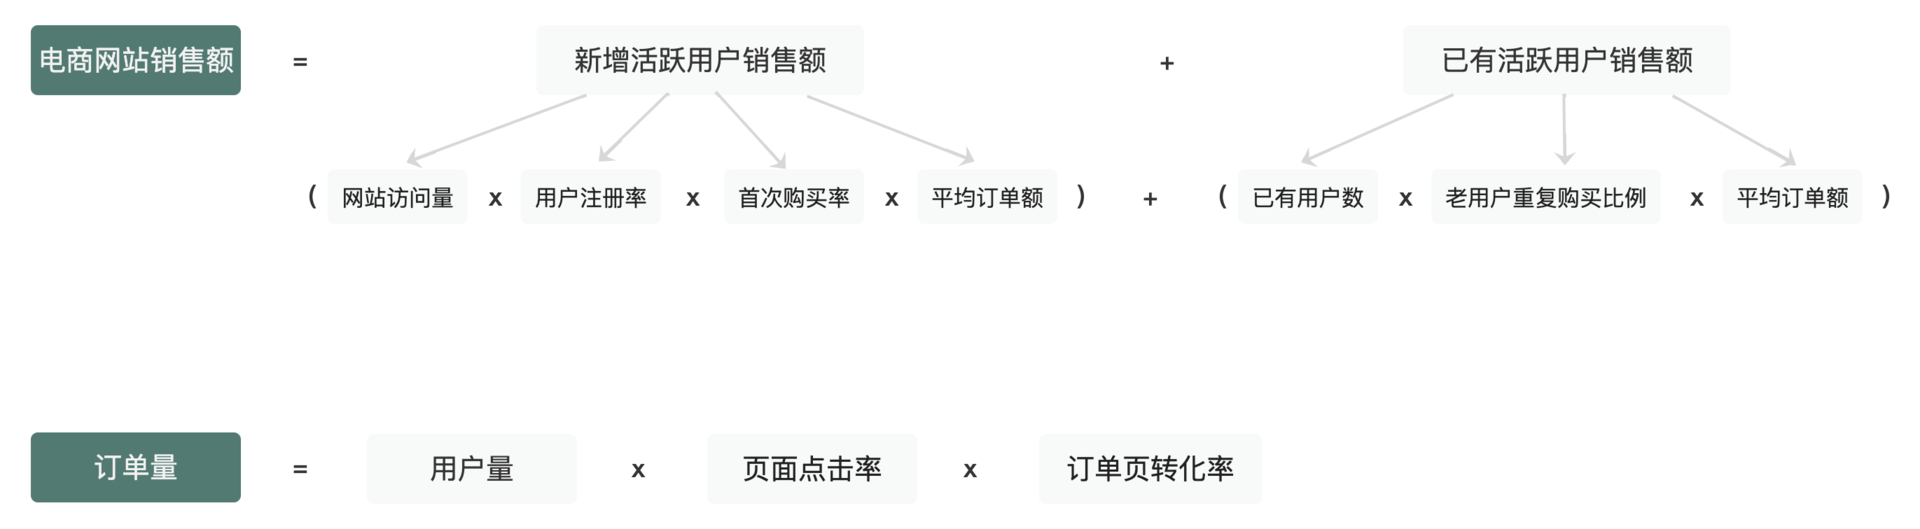 电商网站销售额 = 新增活跃用户销售额 + 已有活跃用户销售额
( 网站访问量 x 用户注册率 x 首次购买率 x 平均订单额 ) + ( 已有用户数 x 老用户重复购买比例 x 平均订单额 )
订单量 = 用户量 x 页面点击率 x 订单页转化率